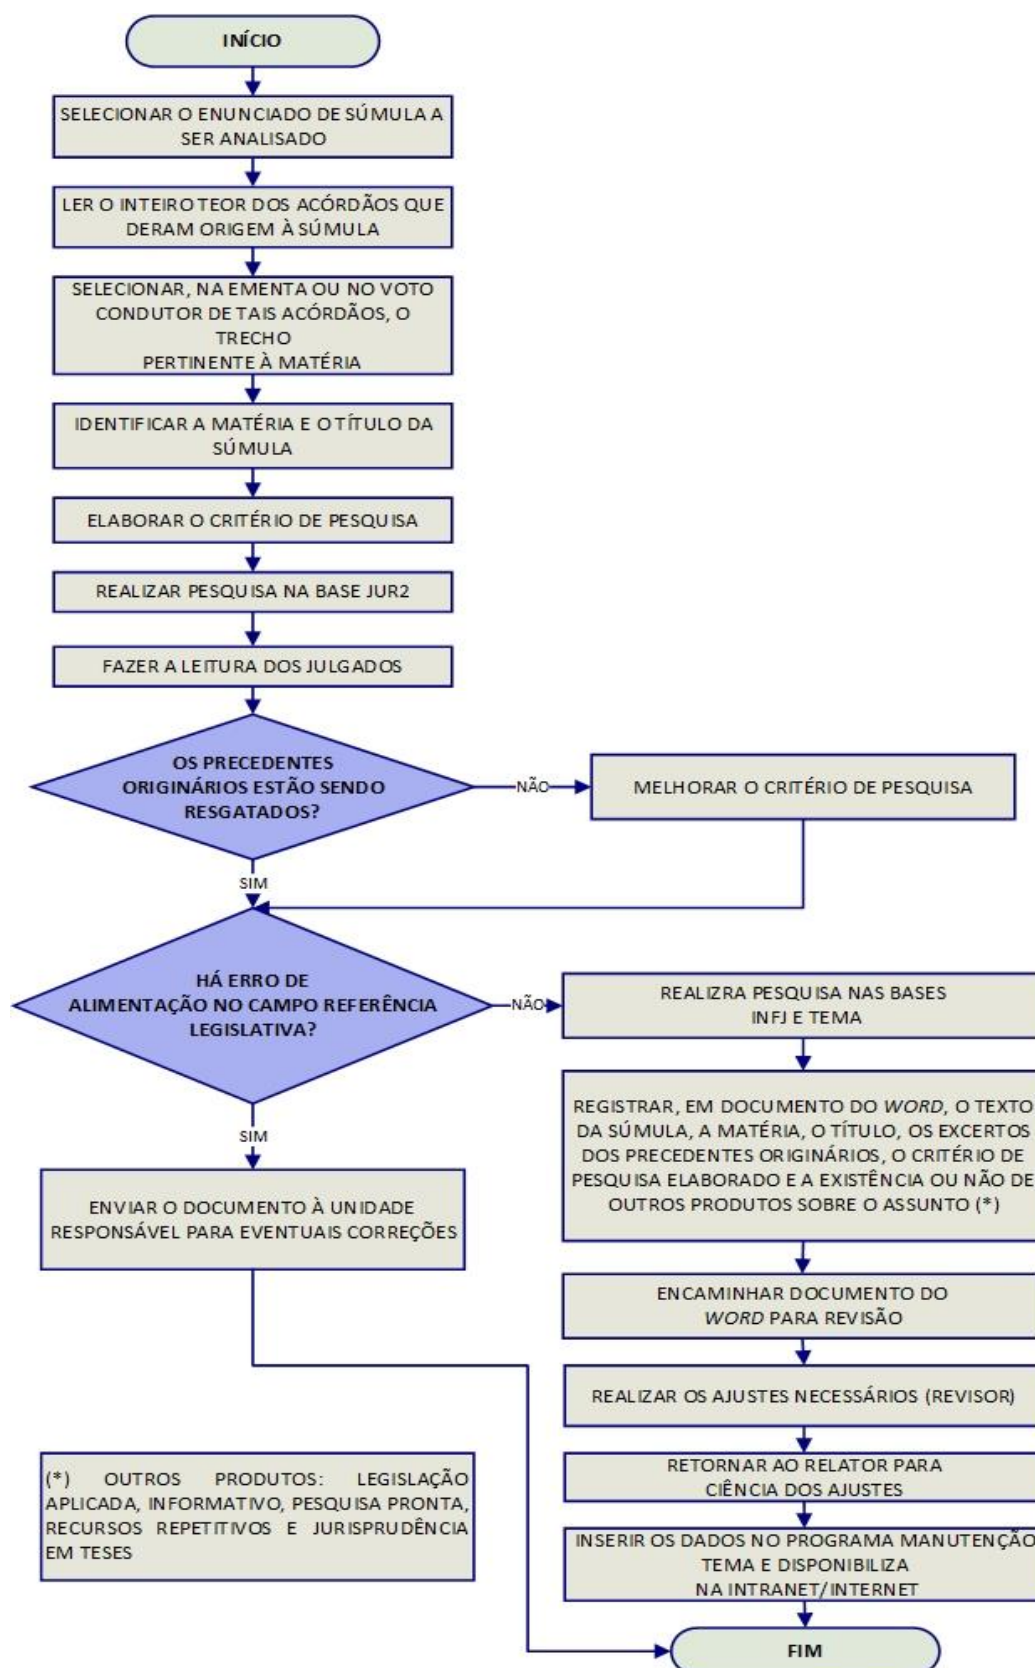 INÍCIO
SELECIONAR O ENUNCIADO DE SÚMULA A
SER ANALISADO
LER O INTEIRO TEOR DOS ACÓRDÃOS QUE
DERAM ORIGEM À SÚMULA
SELECIONAR, NA EMENTA OU NO VOTO
CONDUTOR DE TAIS ACÓRDÃOS, O
TRECHO
PERTINENTE À MATÉRIA
IDENTIFICAR A MATÉRIA E O TÍTULO DA
SÚMULA
ELABORAR O CRITÉRIO DE PESQUISA
REALIZAR PESQUISA NA BASE JUR2
FAZER A LEITURA DOS JULGADOS
OS PRECEDENTES
ORIGINÁRIOS ESTÃO SENDO
RESGATADOS?
NÃO
MELHORAR O CRITÉRIO DE PESQUISA
SIM
HÁ ERRO DE
ALIMENTAÇÃO NO CAMPO REFERÊNCIA
LEGISLATIVA?
NÃO
REALIZRA PESQUISA NAS BASES
INFJ E TEMA
REGISTRAR, EM DOCUMENTO DO WORD, O TEXTO
DA SÚMULA, A MATÉRIA, O TÍTULO, OS EXCERTOS
DOS PRECEDENTES ORIGINÁRIOS, O CRITÉRIO DE
PESQUISA ELABORADO E A EXISTÊNCIA OU NÃO DE
OUTROS PRODUTOS SOBRE O ASSUNTO (*)
SIM
ENVIAR O DOCUMENTO À UNIDADE
RESPONSÁVEL PARA EVENTUAIS CORREÇÕES
ENCAMINHAR DOCUMENTO DO
WORD PARA REVISÃO
REALIZAR OS AJUSTES NECESSÁRIOS (REVISOR)
RETORNAR AO RELATOR PARA
CIÊNCIA DOS AJUSTES
INSERIR OS DADOS NO PROGRAMA MANUTENÇÃO
TEMA E DISPONIBILIZA
NA INTRANET/INTERNET
(*) OUTROS PRODUTOS: LEGISLAÇÃO
APLICADA, INFORMATIVO, PESQUISA PRONTA,
RECURSOS REPETITIVOS E JURISPRUDÊNCIA
EM TESES
FIM